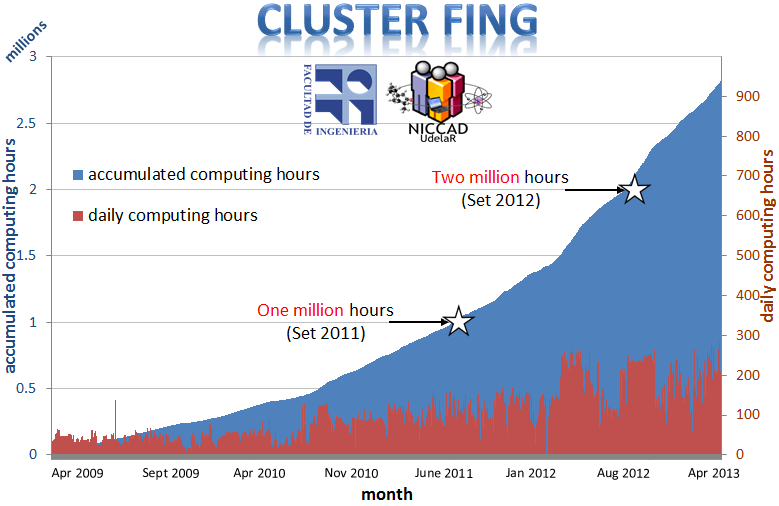 CLUSTER FING
millions
3
2.5
2
1.5
1
0.5
0
accumulated computing hours
FACULTAD DE
INGENIERIA
NICCAD
UdelaR
accumulated computing hours
daily computing hours
Two million hours
(Set 2012)
One million hours
(Set 2011)
900
800
700
600
500
400
300
200
100
0
daily computing hours
Apr 2009 Sept 2009 Apr 2010 Nov 2010 June 2011 Jan 2012 Aug 2012 Apr 2013
month